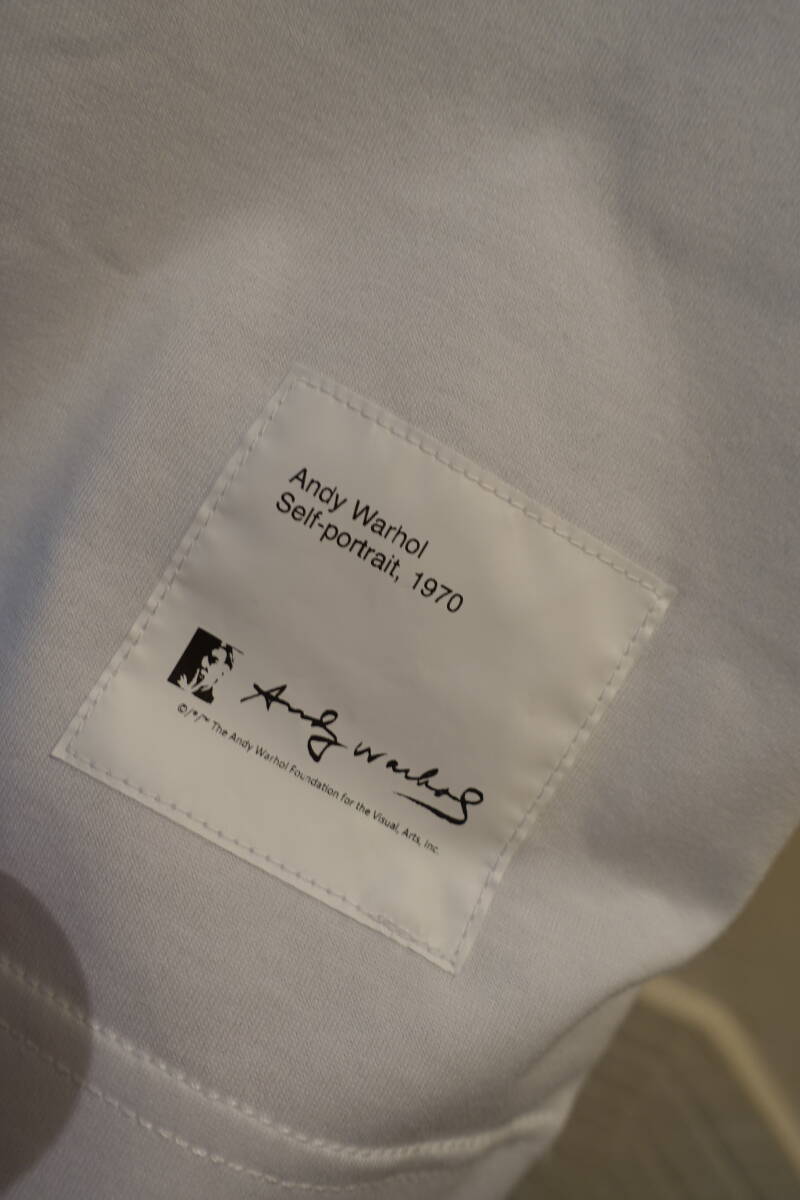 Andy Warhol
Self-portrait, 1970
Andy Warhol
©/®/™ The Andy Warhol Foundation for the Visual, Arts, Inc.